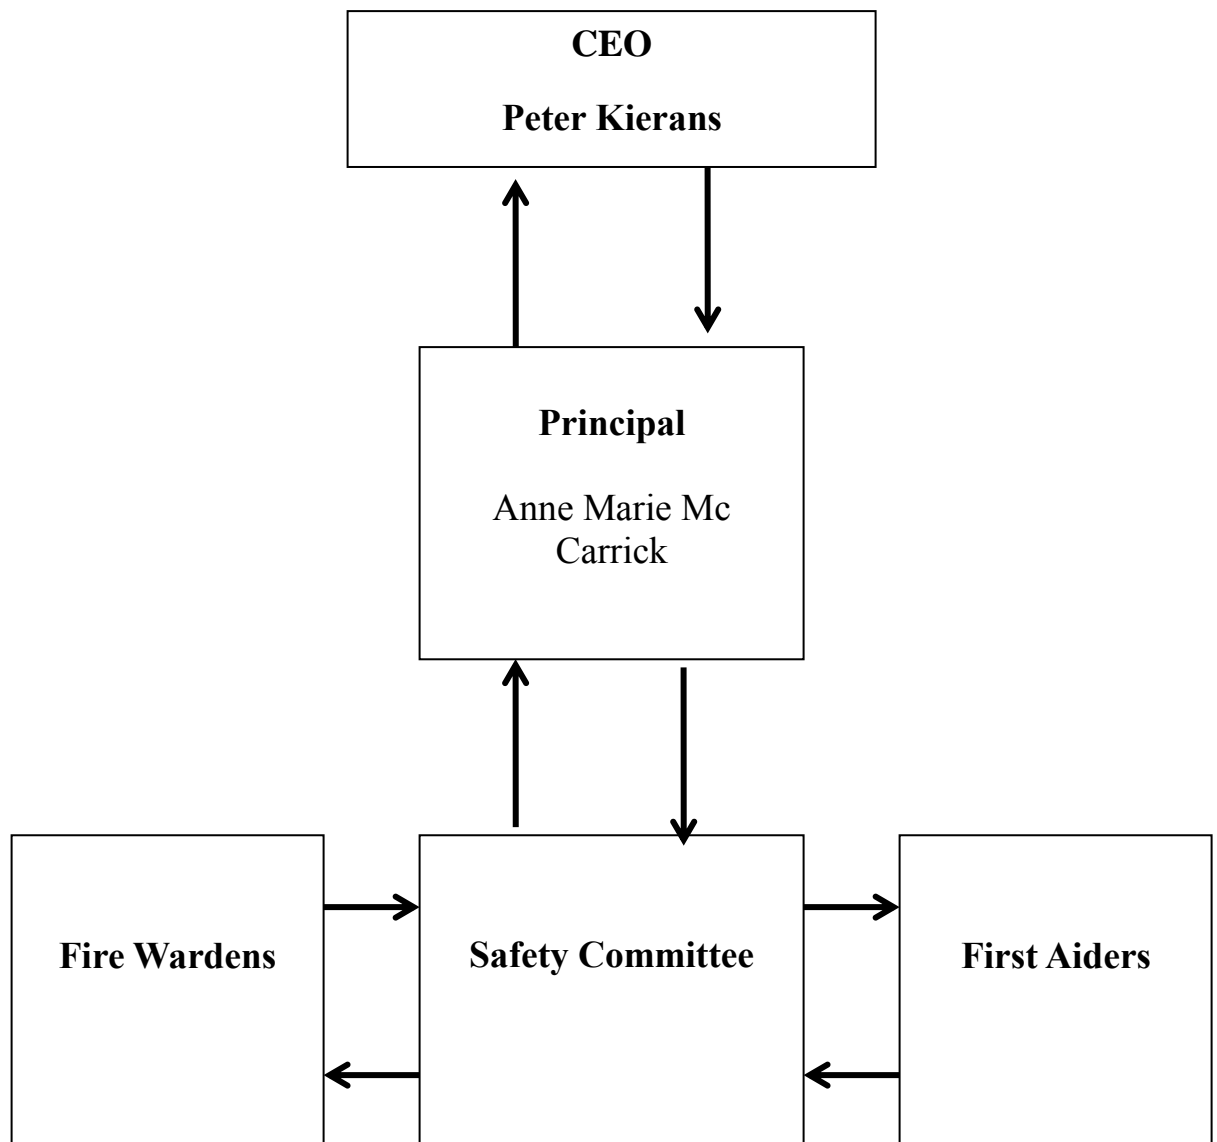 CEO
Peter Kierans
Principal
Anne Marie Mc
Carrick
Fire Wardens
Safety Committee
First Aiders